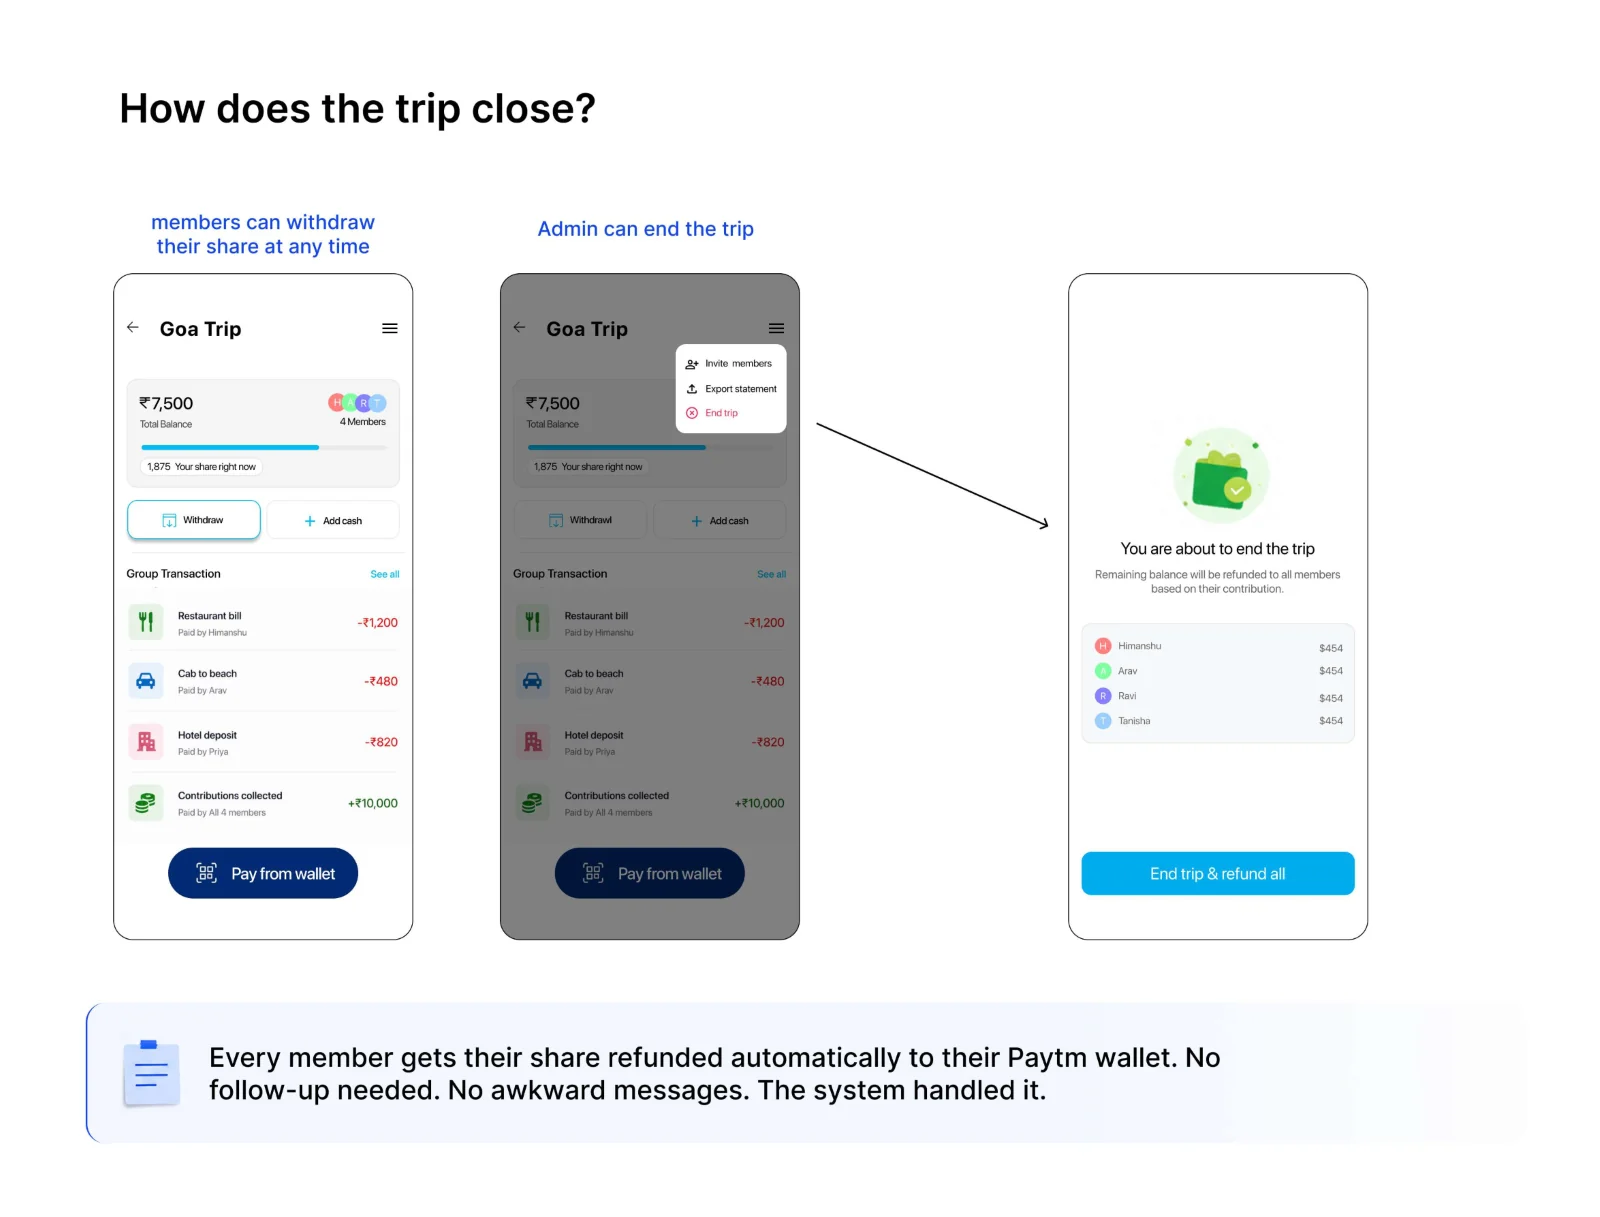 How does the trip close?
members can withdraw
their share at any time
Goa Trip
₹7,500
Total Balance
H A R T
4 Members
1,875 Your share right now
Withdraw
Add cash
Group Transaction
See all
Restaurant bill
Paid by Himanshu
-₹1,200
Cab to beach
Paid by Arav
-₹480
Hotel deposit
Paid by Priya
-₹820
Contributions collected
Paid by All 4 members
+₹10,000
Pay from wallet
Admin can end the trip
Goa Trip
Invite members
Export statement
End trip
₹7,500
Total Balance
1,875 Your share right now
Withdrawl
Add cash
Group Transaction
See all
Restaurant bill
Paid by Himanshu
-₹1,200
Cab to beach
Paid by Arav
-₹480
Hotel deposit
Paid by Priya
-₹820
Contributions collected
Paid by All 4 members
+₹10,000
Pay from wallet
You are about to end the trip
Remaining balance will be refunded to all members
based on their contribution.
H Himanshu $454
A Arav $454
R Ravi $454
T Tanisha $454
End trip & refund all
Every member gets their share refunded automatically to their Paytm wallet. No
follow-up needed. No awkward messages. The system handled it.